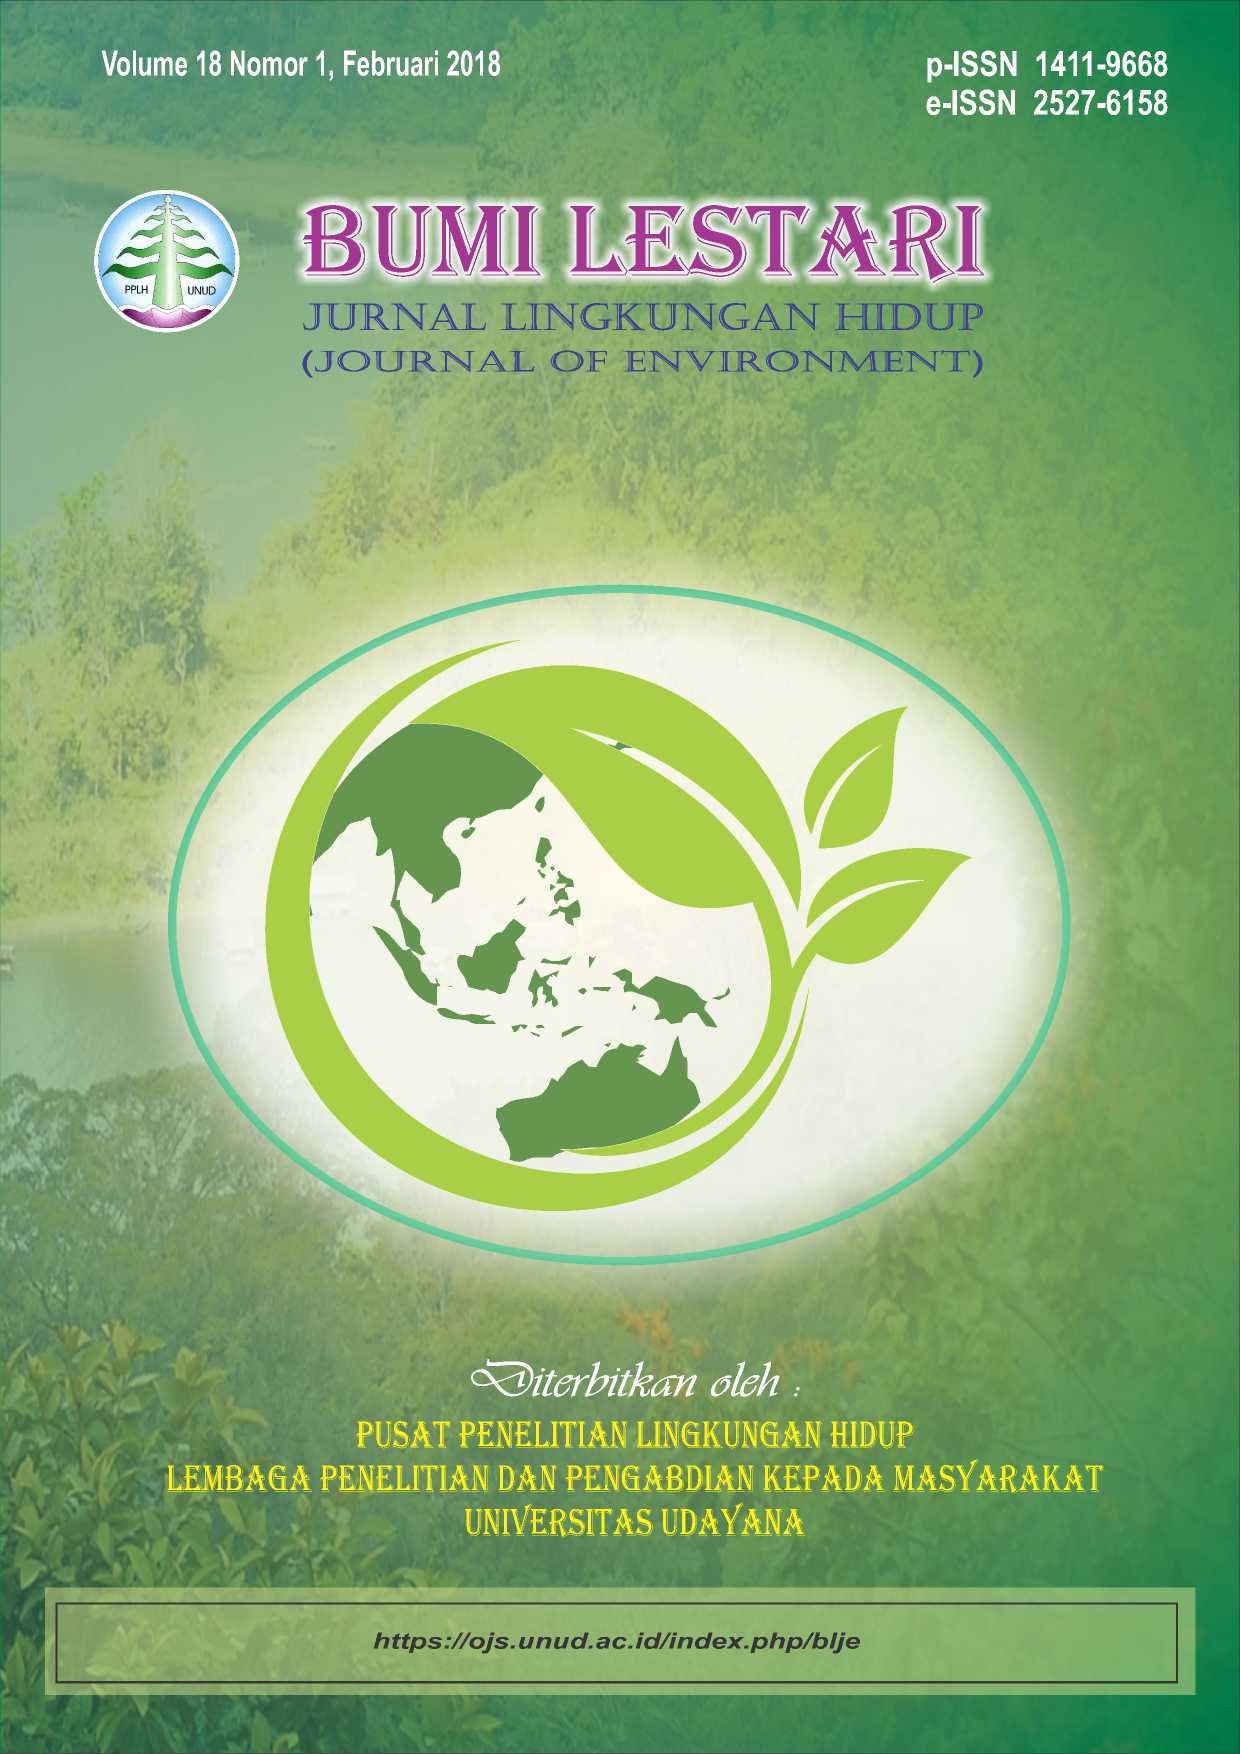 Volume 18 Nomor 1, Februari 2018
p-ISSN 1411-9668
e-ISSN 2527-6158
PPLH UNUD
BUMI LESTARI
JURNAL LINGKUNGAN HIDUP
(JOURNAL OF ENVIRONMENT)
Diterbitkan oleh :
PUSAT PENELITIAN LINGKUNGAN HIDUP
LEMBAGA PENELITIAN DAN PENGABDIAN KEPADA MASYARAKAT
UNIVERSITAS UDAYANA
https://ojs.unud.ac.id/index.php/blje